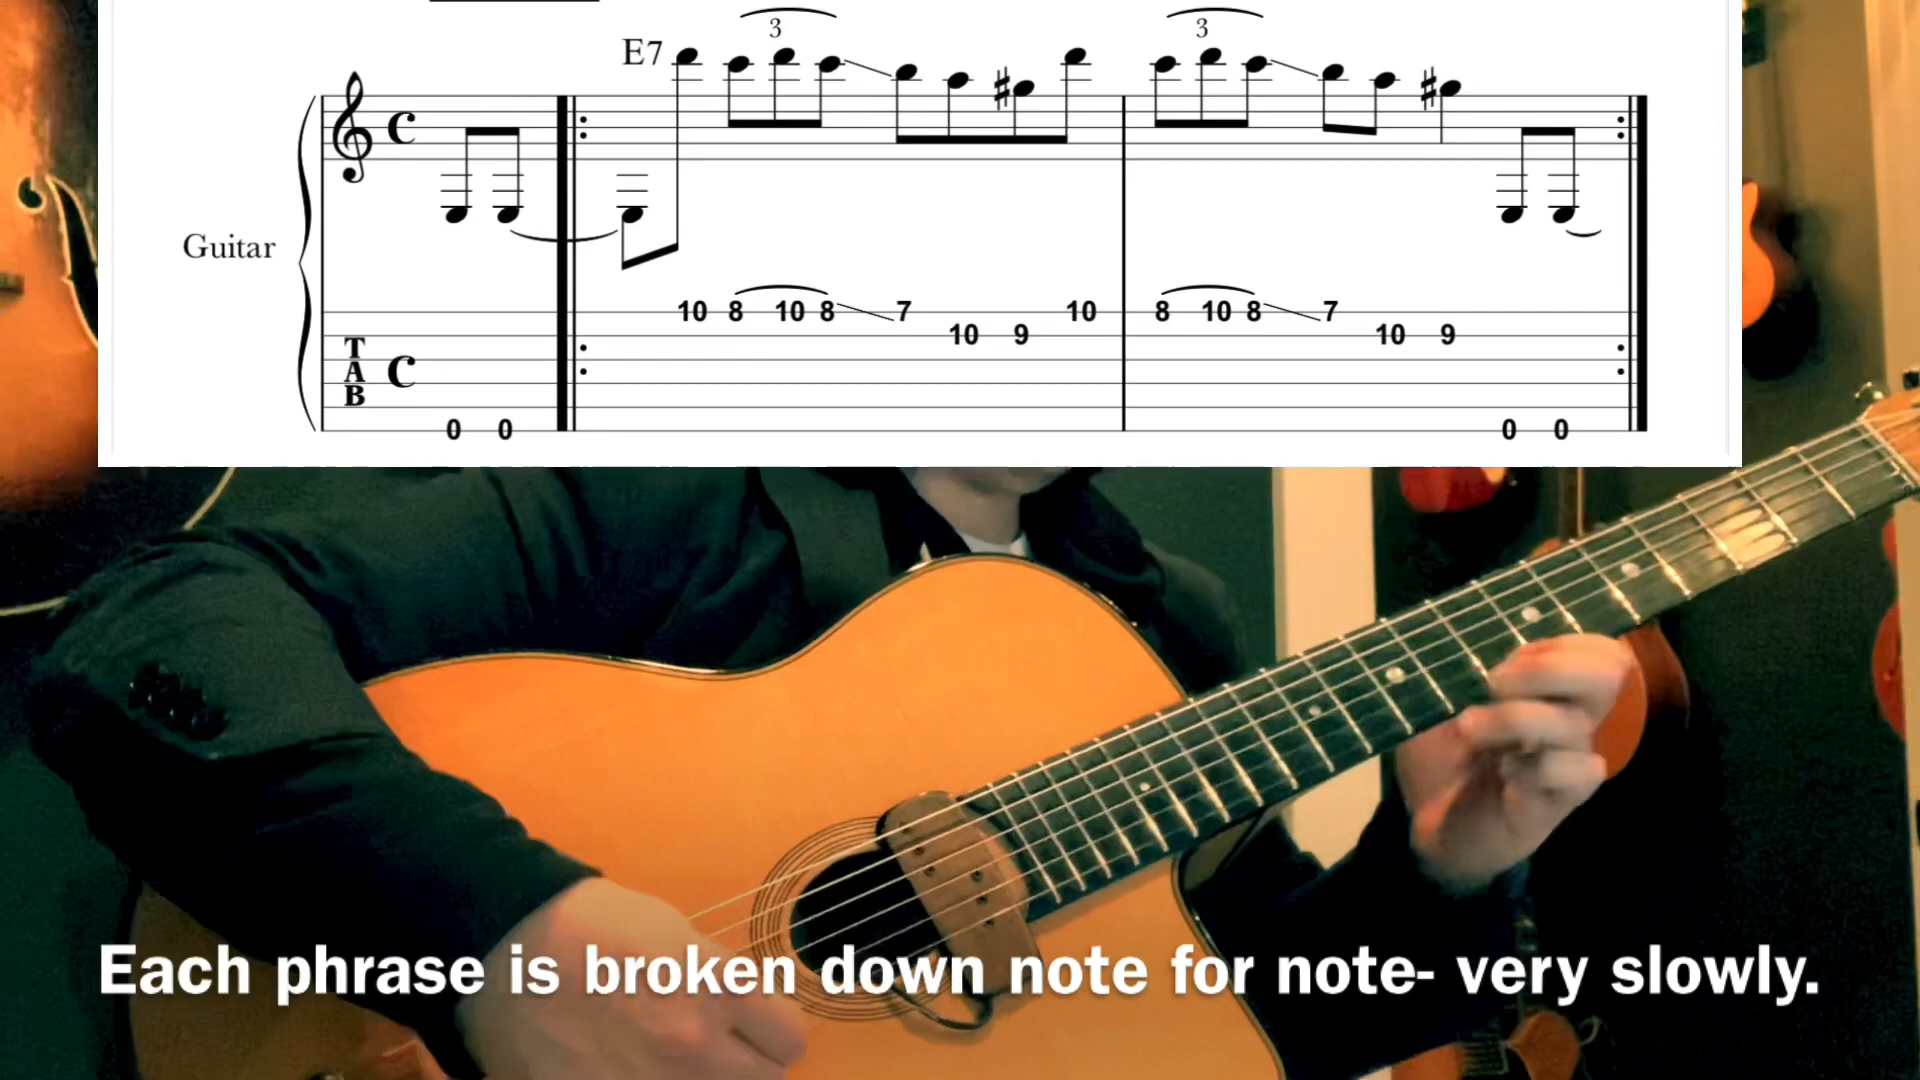 3 3
E7
Guitar
10 8 10 8 7 10 8 10 8 7
10 9 10 9
T
A
B
0 0 0 0
Each phrase is broken down note for note- very slowly.